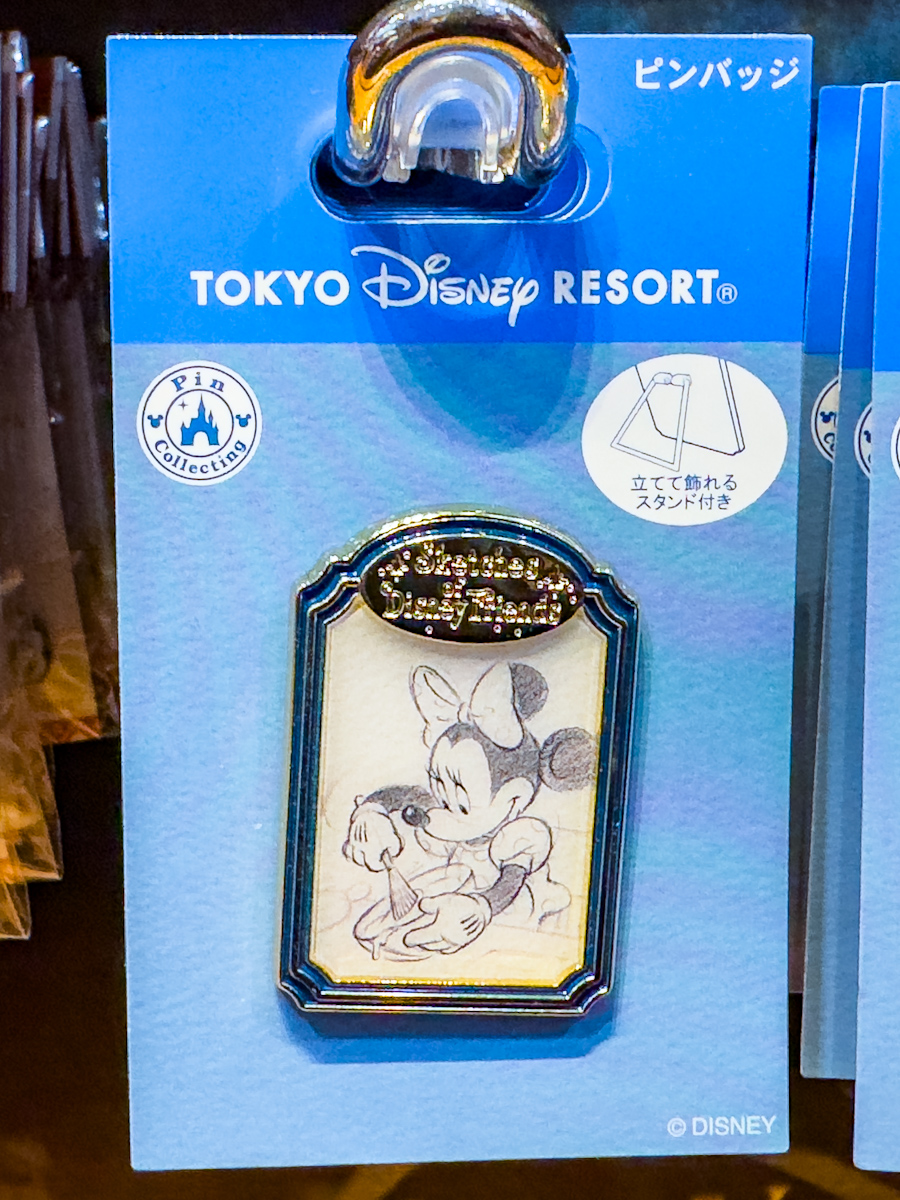 ピンバッジ
TOKYO Disney RESORT®
Pin
Collecting
立てて飾れる
スタンド付き
Sketches
of
Disney Friends
© DISNEY